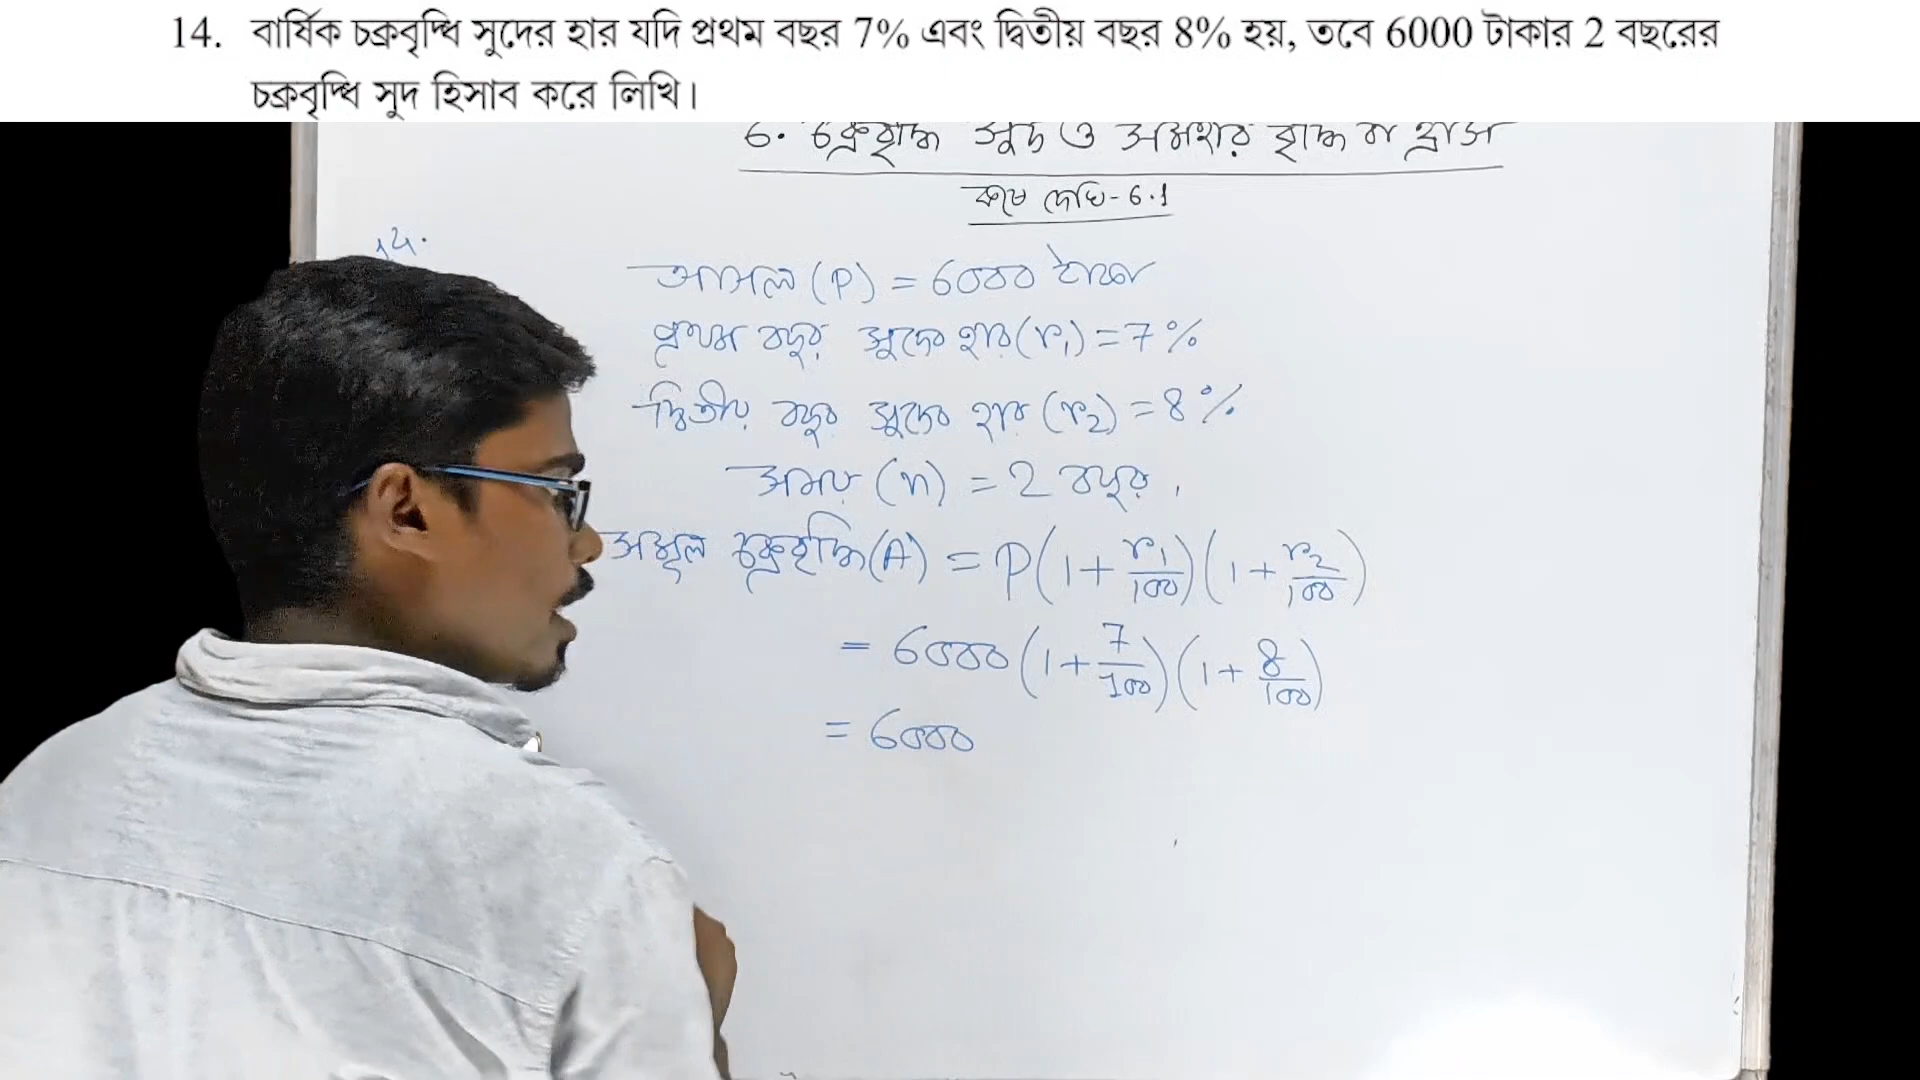 14. বার্ষিক চক্রবৃদ্ধি সুদের হার যদি প্রথম বছর 7% এবং দ্বিতীয় বছর 8% হয়, তবে 6000 টাকার 2 বছরের
চক্রবৃদ্ধি সুদ হিসাব করে লিখি।
6. চক্রবৃদ্ধি সুদ ও সমহার বৃদ্ধি বা হ্রাস
কষে দেখি - 6.1
14.
আসল (P) = 6000 টাকা
প্রথম বছর সুদের হার (r₁) = 7%
দ্বিতীয় বছর সুদের হার (r₂) = 8%
সময় (n) = 2 বছর।
সমূল চক্রবৃদ্ধি (A) = P(1 + r₁/100)(1 + r₂/100)
= 6000(1 + 7/100)(1 + 8/100)
= 6000